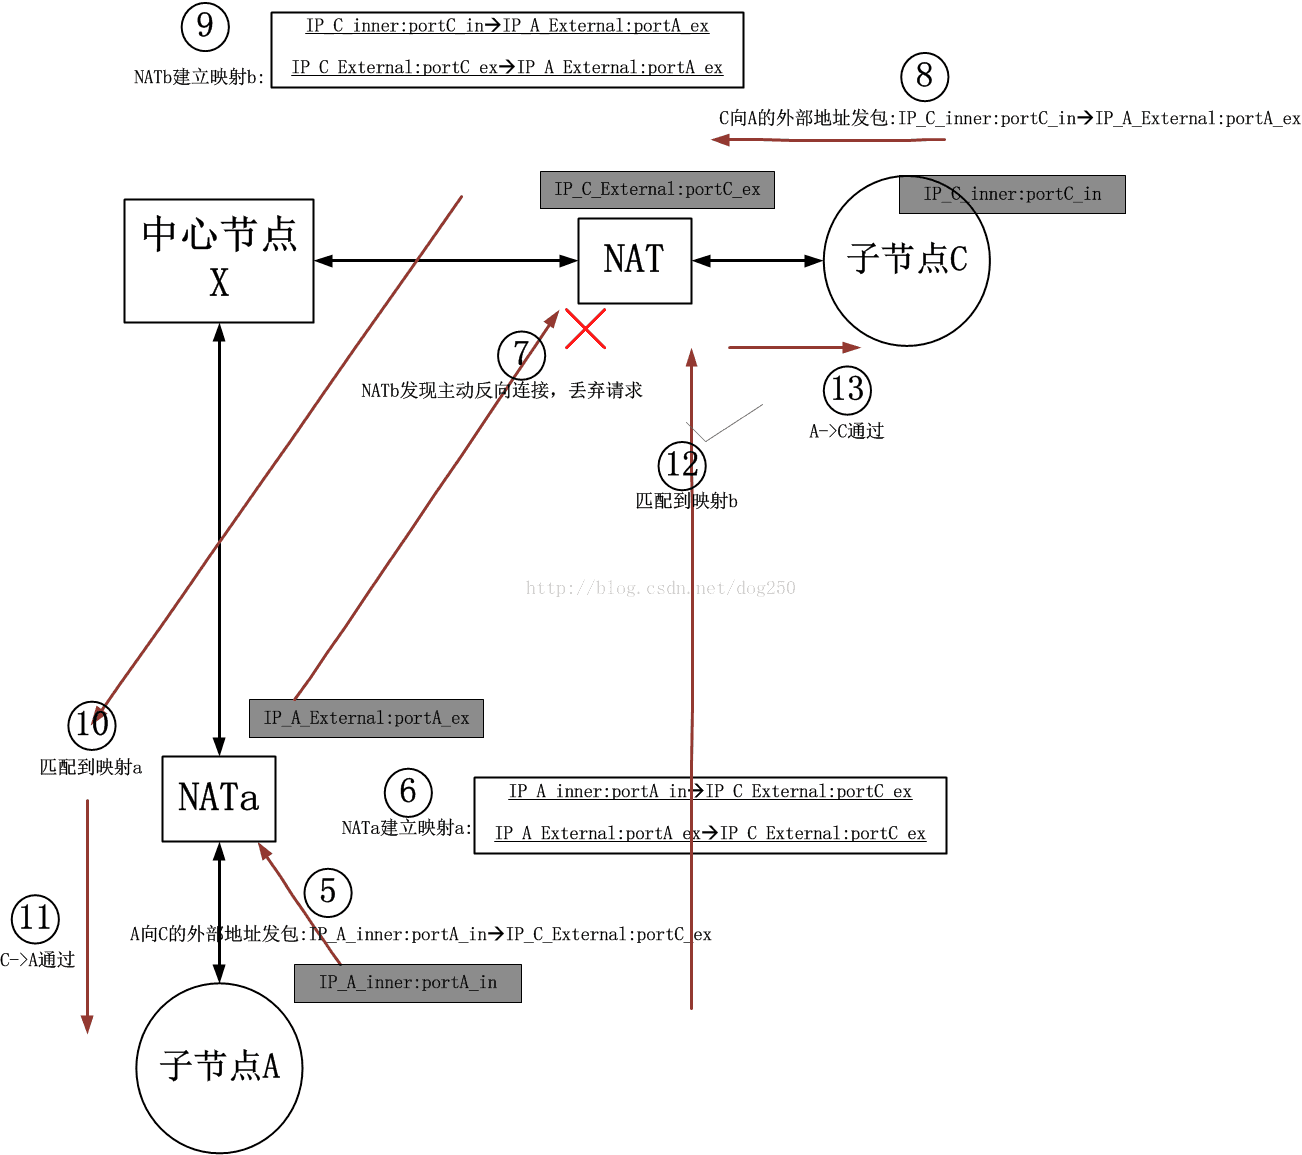 ⑨
IP_C_inner:portC_in→IP_A_External:portA_ex
NATb建立映射b:
IP_C_External:portC_ex→IP_A_External:portA_ex
⑧
C向A的外部地址发包:IP_C_inner:portC_in→IP_A_External:portA_ex
IP_C_External:portC_ex
IP_C_inner:portC_in
中心节点
X
NAT
子节点C
⑦
NATb发现主动反向连接，丢弃请求
⑬
A->C通过
⑫
匹配到映射b
http://blog.csdn.net/dog250
IP_A_External:portA_ex
⑩
匹配到映射a
NATa
⑥
IP_A_inner:portA_in→IP_C_External:portC_ex
NATa建立映射a:
IP_A_External:portA_ex→IP_C_External:portC_ex
⑤
⑪
A向C的外部地址发包:IP_A_inner:portA_in→IP_C_External:portC_ex
C->A通过
IP_A_inner:portA_in
子节点A